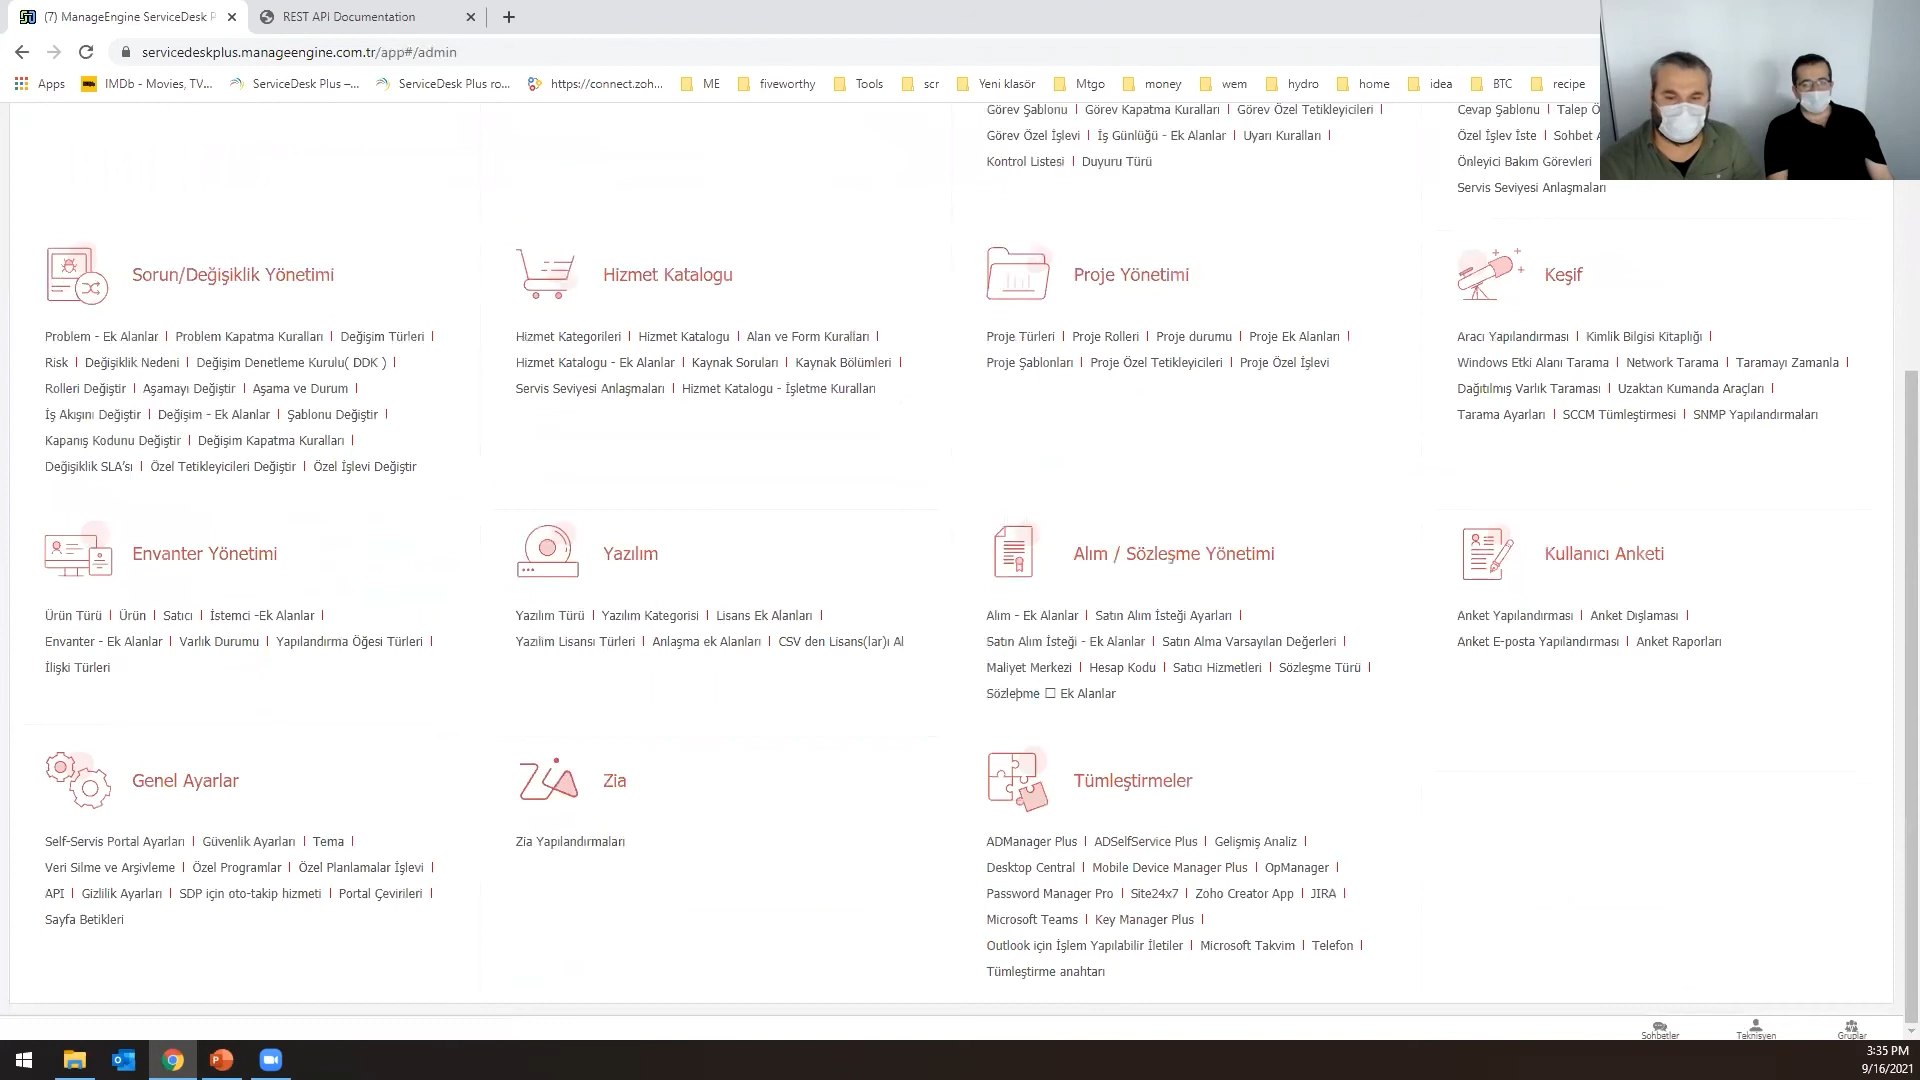 (7) ManageEngine ServiceDesk P
REST API Documentation
servicedeskplus.manageengine.com.tr/app#/admin
Apps
IMDb - Movies, TV...
ServiceDesk Plus –...
ServiceDesk Plus ro...
https://connect.zoh...
ME
fiveworthy
Tools
scr
Yeni klasör
Mtgo
money
wem
hydro
home
idea
BTC
recipe
Görev Şablonu | Görev Kapatma Kuralları | Görev Özel Tetikleyicileri |
Görev Özel İşlevi | İş Günlüğü - Ek Alanlar | Uyarı Kuralları |
Kontrol Listesi | Duyuru Türü
Cevap Şablonu | Talep Ö
Özel İşlev İste | Sohbet
Önleyici Bakım Görevleri
Servis Seviyesi Anlaşmaları
Sorun/Değişiklik Yönetimi
Problem - Ek Alanlar | Problem Kapatma Kuralları | Değişim Türleri |
Risk | Değişiklik Nedeni | Değişim Denetleme Kurulu( DDK ) |
Rolleri Değiştir | Aşamayı Değiştir | Aşama ve Durum |
İş Akışını Değiştir | Değişim - Ek Alanlar | Şablonu Değiştir |
Kapanış Kodunu Değiştir | Değişim Kapatma Kuralları |
Değişiklik SLA'sı | Özel Tetikleyicileri Değiştir | Özel İşlevi Değiştir
Hizmet Katalogu
Hizmet Kategorileri | Hizmet Katalogu | Alan ve Form Kuralları |
Hizmet Katalogu - Ek Alanlar | Kaynak Soruları | Kaynak Bölümleri |
Servis Seviyesi Anlaşmaları | Hizmet Katalogu - İşletme Kuralları
Proje Yönetimi
Proje Türleri | Proje Rolleri | Proje durumu | Proje Ek Alanları |
Proje Şablonları | Proje Özel Tetikleyicileri | Proje Özel İşlevi
Keşif
Aracı Yapılandırması | Kimlik Bilgisi Kitaplığı |
Windows Etki Alanı Tarama | Network Tarama | Taramayı Zamanla |
Dağıtılmış Varlık Taraması | Uzaktan Kumanda Araçları |
Tarama Ayarları | SCCM Tümleştirmesi | SNMP Yapılandırmaları
Envanter Yönetimi
Ürün Türü | Ürün | Satıcı | İstemci -Ek Alanlar |
Envanter - Ek Alanlar | Varlık Durumu | Yapılandırma Öğesi Türleri |
İlişki Türleri
Yazılım
Yazılım Türü | Yazılım Kategorisi | Lisans Ek Alanları |
Yazilim Lisansı Türleri | Anlaşma ek Alanları | CSV den Lisans(lar)ı Al
Alım / Sözleşme Yönetimi
Alım - Ek Alanlar | Satın Alım İsteği Ayarları |
Satın Alım İsteği - Ek Alanlar | Satın Alma Varsayılan Değerleri |
Maliyet Merkezi | Hesap Kodu | Satıcı Hizmetleri | Sözleşme Türü |
Sözleþme □ Ek Alanlar
Kullanıcı Anketi
Anket Yapılandırması | Anket Dışlaması |
Anket E-posta Yapılandırması | Anket Raporları
Genel Ayarlar
Self-Servis Portal Ayarları | Güvenlik Ayarları | Tema |
Veri Silme ve Arşivleme | Özel Programlar | Özel Planlamalar İşlevi |
API | Gizlilik Ayarları | SDP için oto-takip hizmeti | Portal Çevirileri |
Sayfa Betikleri
Zia
Zia Yapılandırmaları
Tümleştirmeler
ADManager Plus | ADSelfService Plus | Gelişmiş Analiz |
Desktop Central | Mobile Device Manager Plus | OpManager |
Password Manager Pro | Site24x7 | Zoho Creator App | JIRA |
Microsoft Teams | Key Manager Plus |
Outlook için İşlem Yapılabilir İletiler | Microsoft Takvim | Telefon |
Tümleştirme anahtarı
Sohbetler
Teknisyen
Gruplar
3:35 PM
9/16/2021